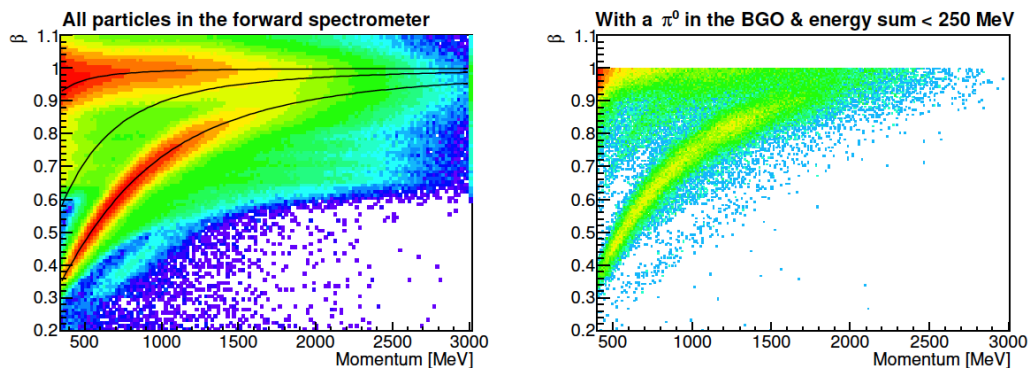 All particles in the forward spectrometer
β
1.1
1
0.9
0.8
0.7
0.6
0.5
0.4
0.3
0.2
500 1000 1500 2000 2500 3000
Momentum [MeV]
With a π⁰ in the BGO & energy sum < 250 MeV
β
1.1
1
0.9
0.8
0.7
0.6
0.5
0.4
0.3
0.2
500 1000 1500 2000 2500 3000
Momentum [MeV]